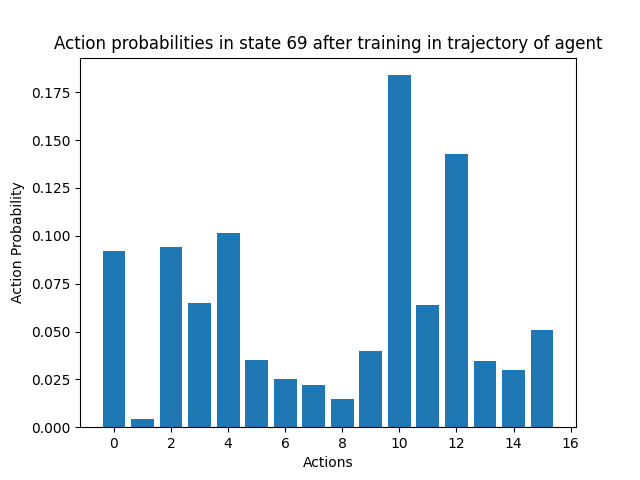 Action probabilities in state 69 after training in trajectory of agent
0.175
0.150
0.125
0.100
0.075
0.050
0.025
0.000
Action Probability
0 2 4 6 8 10 12 14 16
Actions